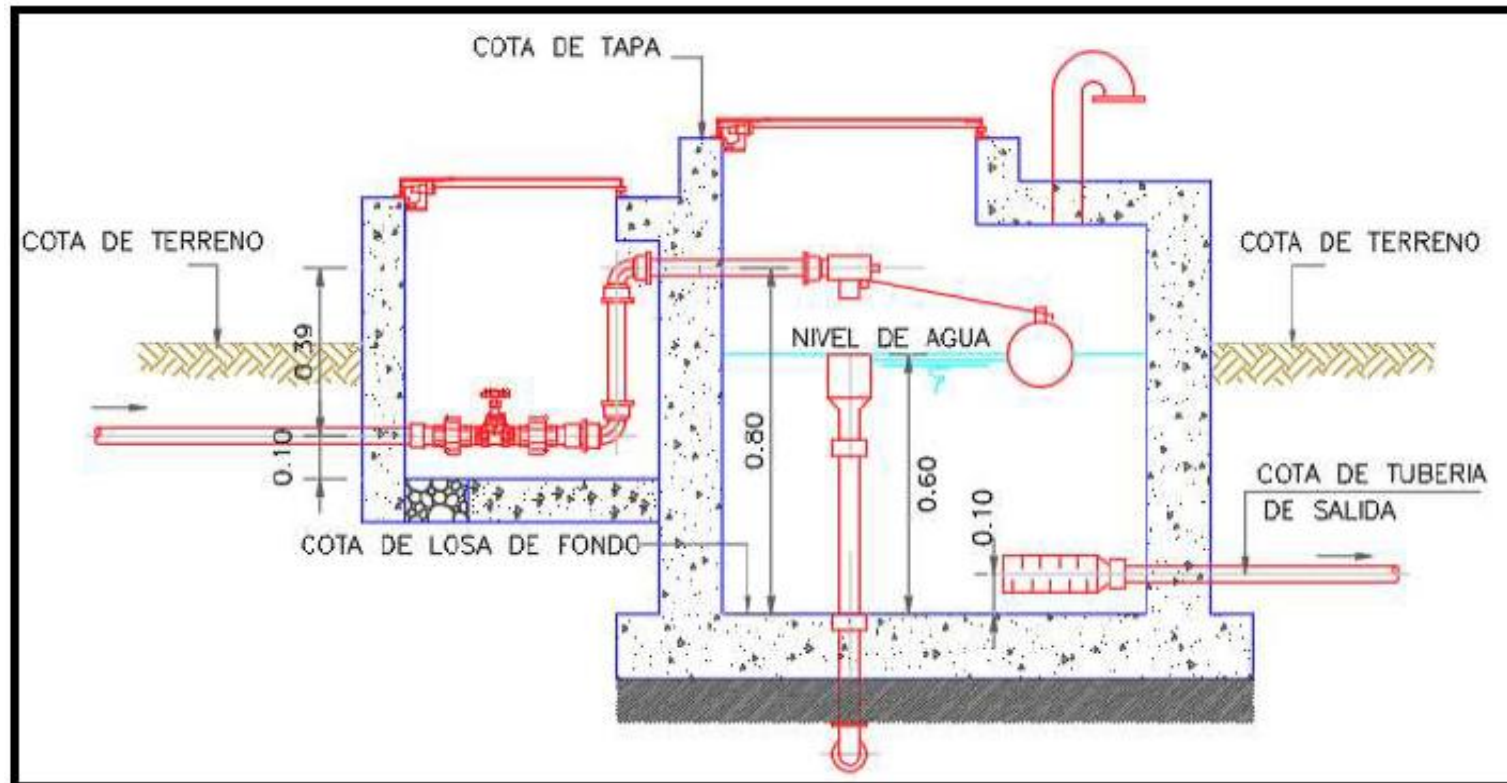 COTA DE TAPA
COTA DE TERRENO
COTA DE TERRENO
0.39
NIVEL DE AGUA
0.80
0.60
0.10
0.10
COTA DE TUBERIA
DE SALIDA
COTA DE LOSA DE FONDO